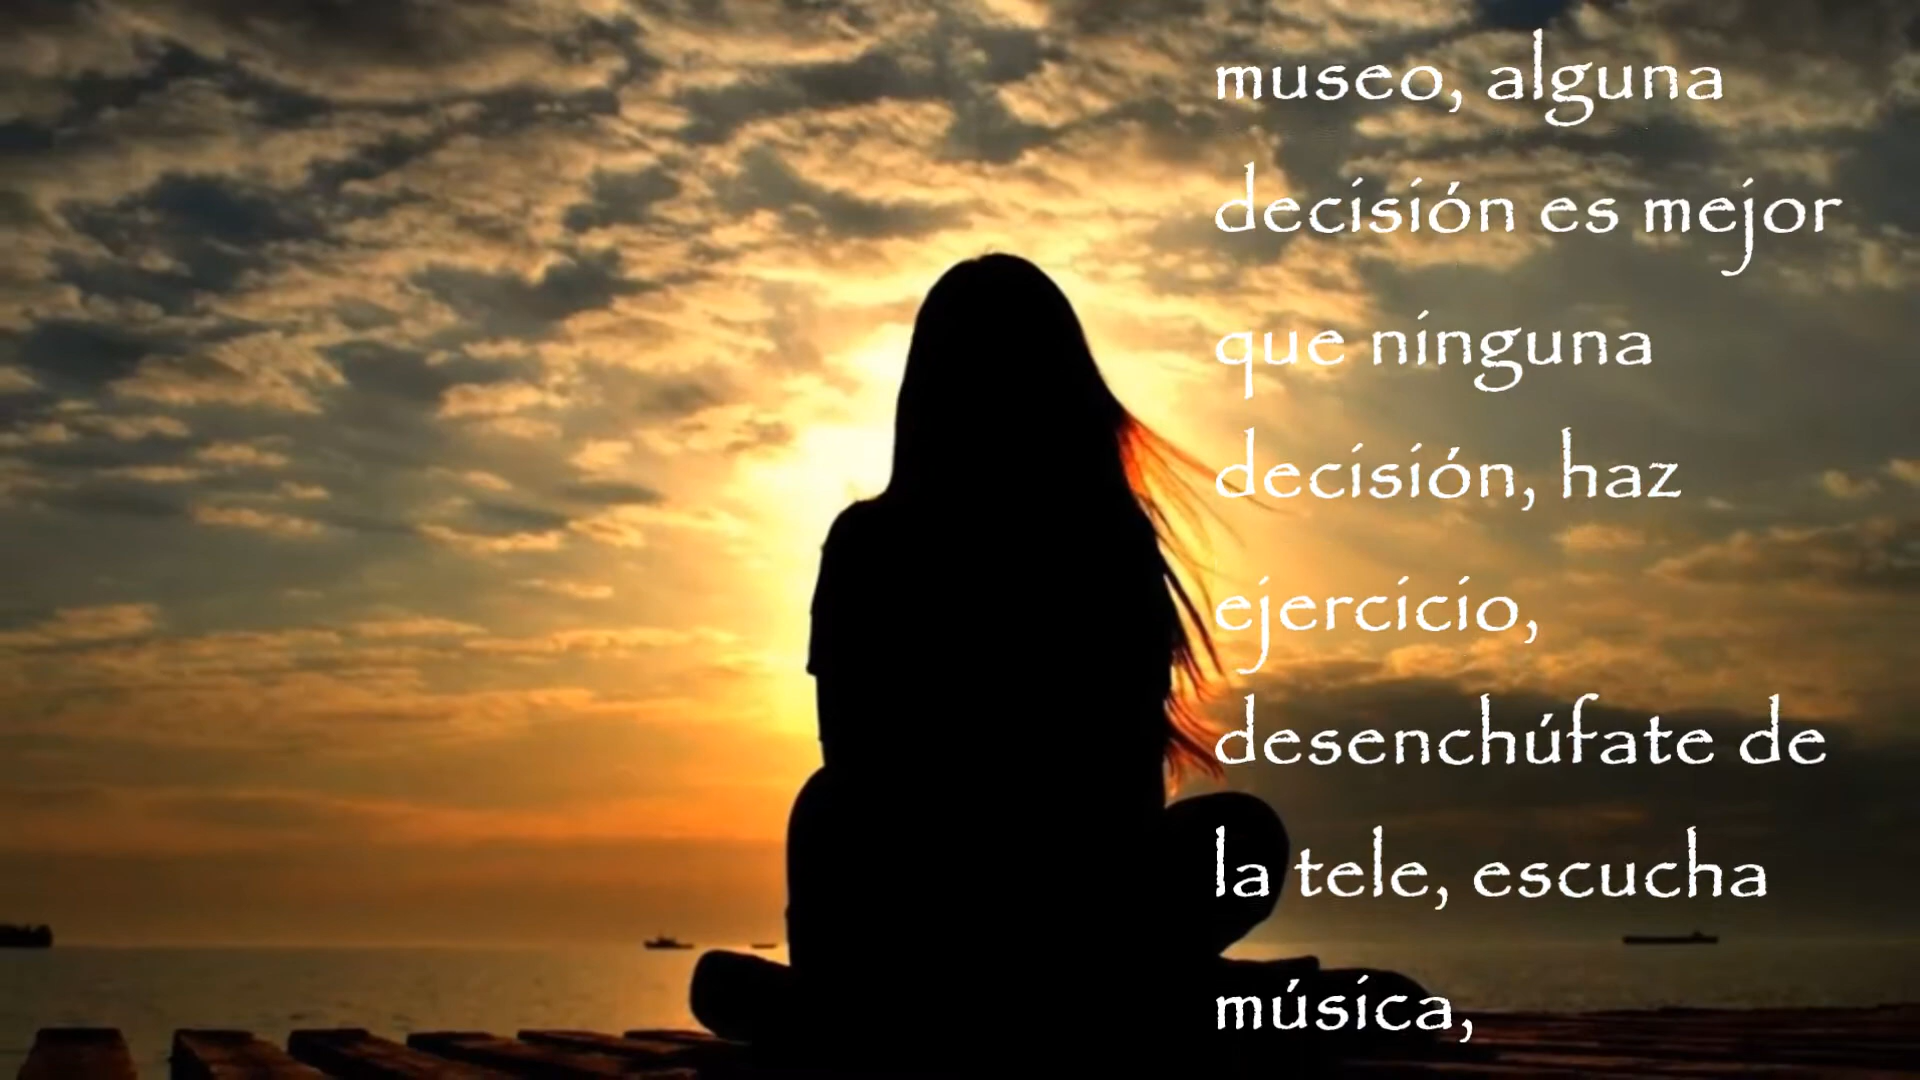 museo, alguna
decisión es mejor
que ninguna
decisión, haz
ejercicio,
desenchúfate de
la tele, escucha
música,